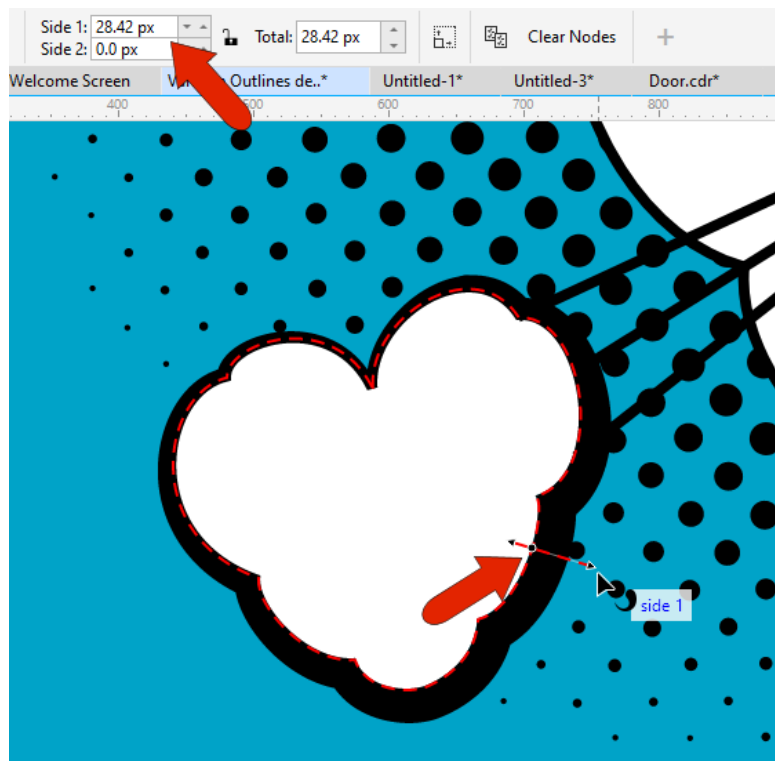 Side 1: 28.42 px
Side 2: 0.0 px
Total: 28.42 px
Clear Nodes
Welcome Screen
Outlines de..*
Untitled-1*
Untitled-3*
Door.cdr*
400 500 600 700 800
side 1